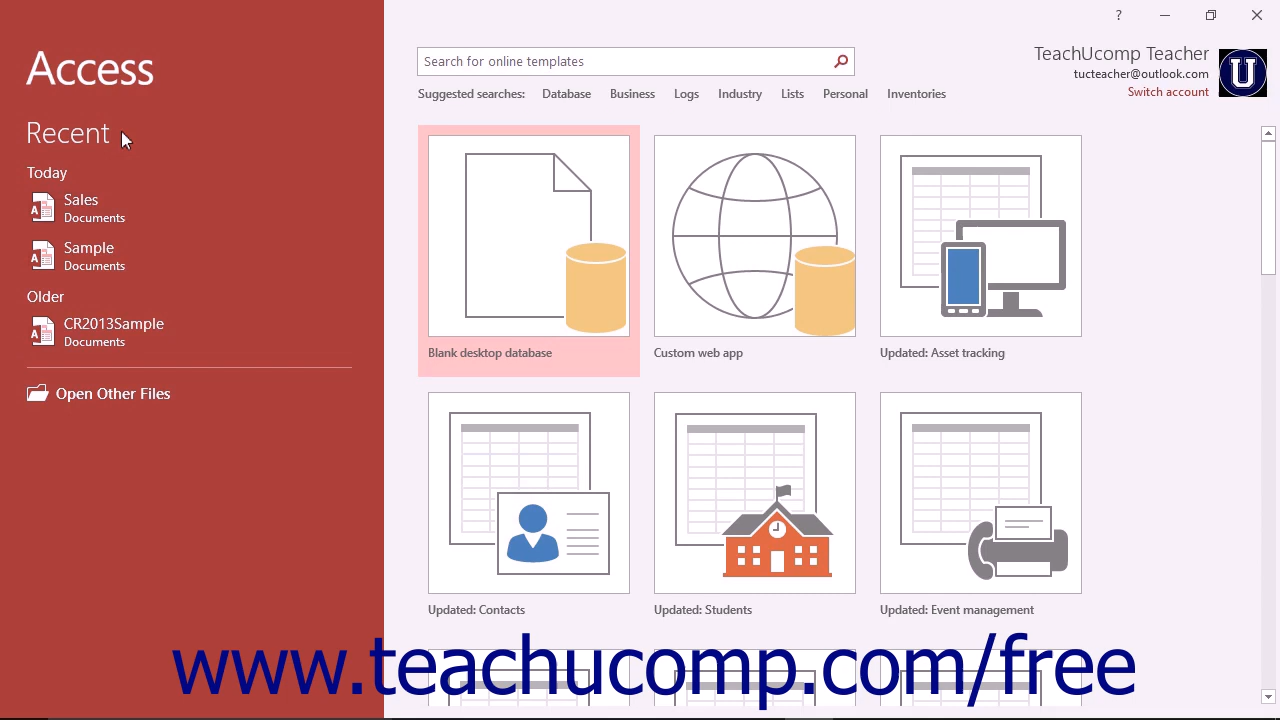 ?
Access
Recent
Today
Sales
Documents
Sample
Documents
Older
CR2013Sample
Documents
Open Other Files
Search for online templates
Suggested searches: Database Business Logs Industry Lists Personal Inventories
TeachUcomp Teacher
tucteacher@outlook.com
Switch account
U
Blank desktop database
Custom web app
Updated: Asset tracking
Updated: Contacts
Updated: Students
Updated: Event management
www.teachucomp.com/free